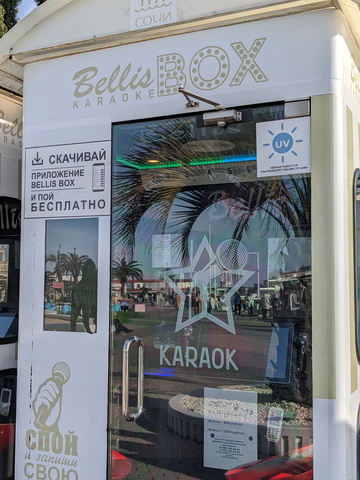 СОЧИ
Bellis BOX
KARAOKE
СКАЧИВАЙ
ПРИЛОЖЕНИЕ
BELLIS BOX
И ПОЙ
БЕСПЛАТНО
UV
KARAOK
СПОЙ
и запиши
СВОЮ